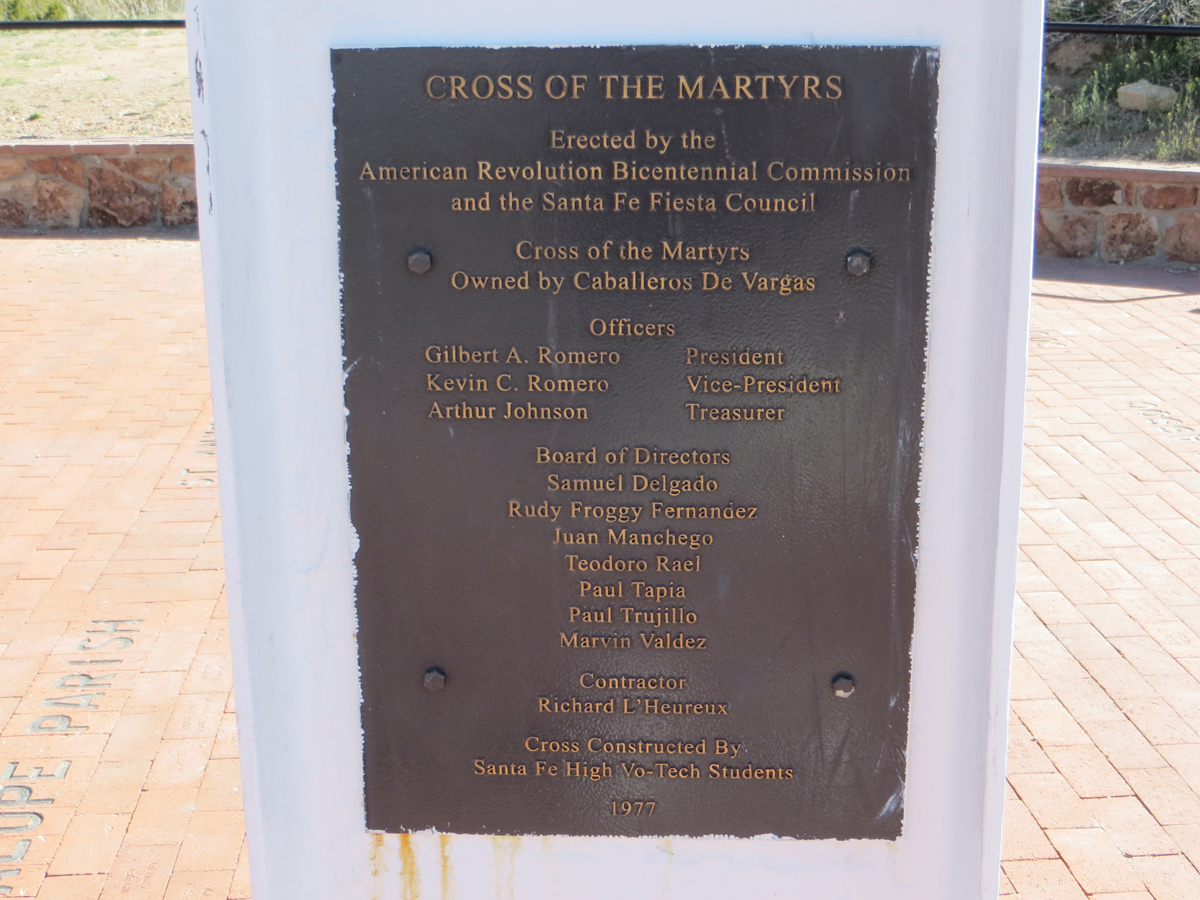 CROSS OF THE MARTYRS
Erected by the
American Revolution Bicentennial Commission
and the Santa Fe Fiesta Council
Cross of the Martyrs
Owned by Caballeros De Vargas
Officers
Gilbert A. Romero President
Kevin C. Romero Vice-President
Arthur Johnson Treasurer
Board of Directors
Samuel Delgado
Rudy Froggy Fernandez
Juan Manchego
Teodoro Rael
Paul Tapia
Paul Trujillo
Marvin Valdez
Contractor
Richard L'Heureux
Cross Constructed By
Santa Fe High Vo-Tech Students
1977
PARISH